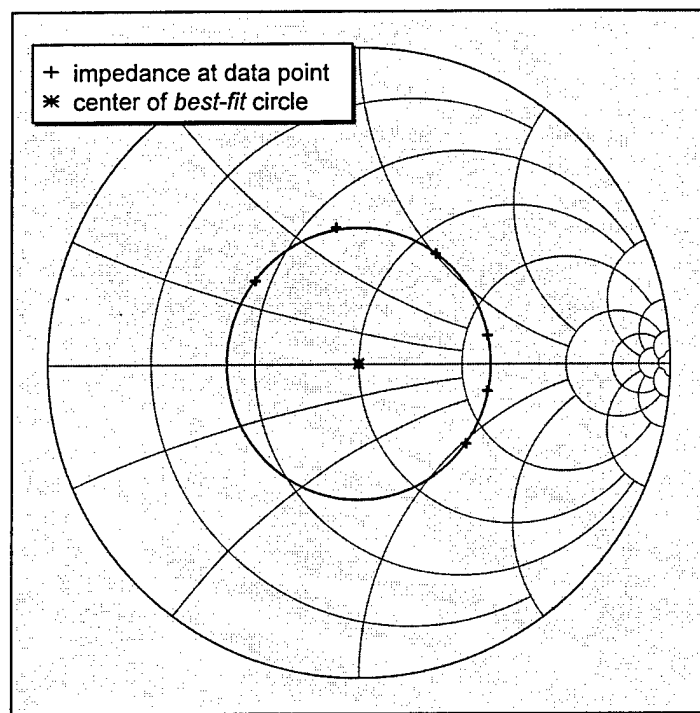 + impedance at data point
* center of best-fit circle